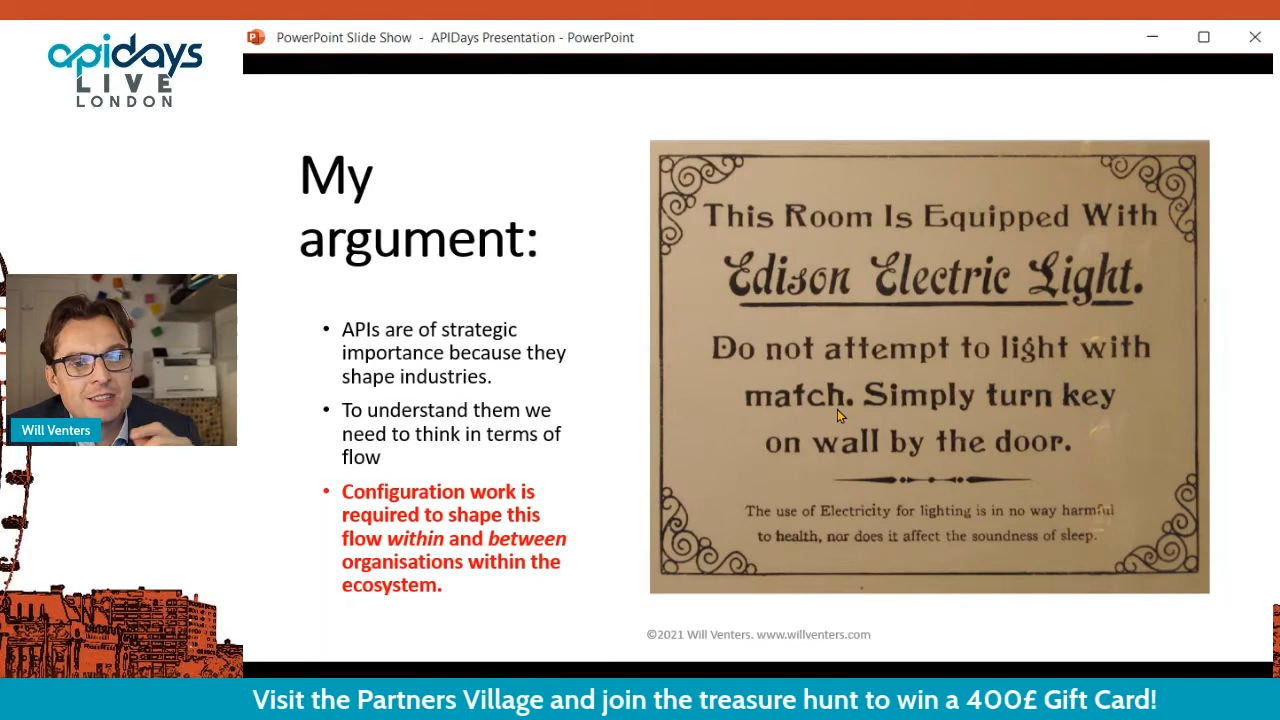 apidays
LIVE
LONDON
PowerPoint Slide Show - APIDays Presentation - PowerPoint
My
argument:
• APIs are of strategic
importance because they
shape industries.
• To understand them we
need to think in terms of
flow
• Configuration work is
required to shape this
flow within and between
organisations within the
ecosystem.
This Room Is Equipped With
Edison Electric Light.
Do not attempt to light with
match. Simply turn key
on wall by the door.
The use of Electricity for lighting is in no way harmful
to health, nor does it affect the soundness of sleep.
©2021 Will Venters. www.willventers.com
Will Venters
Visit the Partners Village and join the treasure hunt to win a 400£ Gift Card!